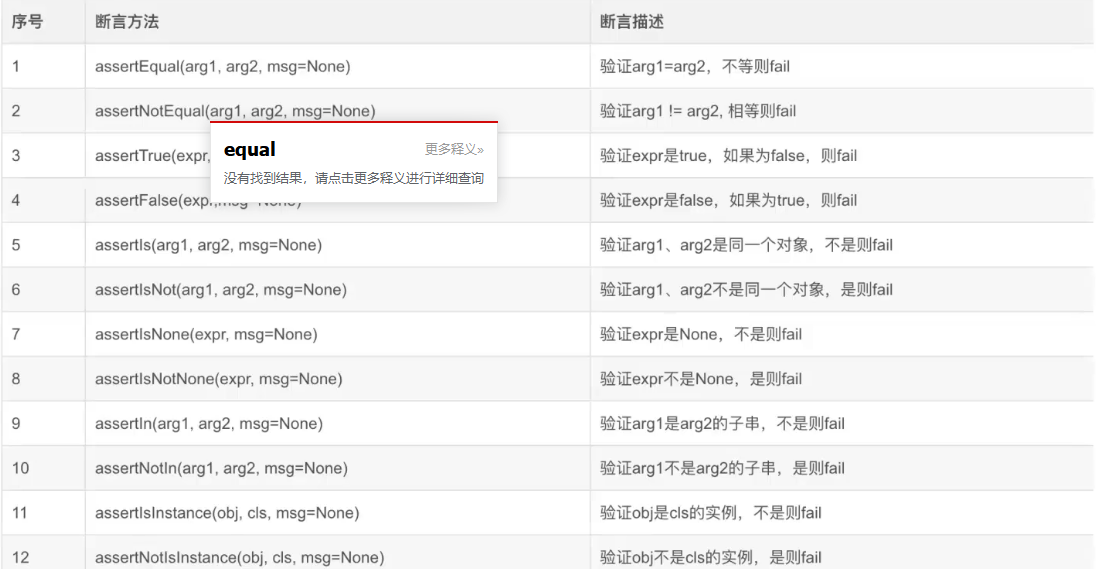 序号 断言方法 断言描述
1 assertEqual(arg1, arg2, msg=None) 验证arg1=arg2，不等则fail
2 assertNotEqual(arg1, arg2, msg=None) 验证arg1 != arg2, 相等则fail
3 assertTrue(expr, 验证expr是true，如果为false，则fail
equal 更多释义»
没有找到结果，请点击更多释义进行详细查询
4 assertFalse(expr,msg=None) 验证expr是false，如果为true，则fail
5 assertIs(arg1, arg2, msg=None) 验证arg1、arg2是同一个对象，不是则fail
6 assertIsNot(arg1, arg2, msg=None) 验证arg1、arg2不是同一个对象，是则fail
7 assertIsNone(expr, msg=None) 验证expr是None，不是则fail
8 assertIsNotNone(expr, msg=None) 验证expr不是None，是则fail
9 assertIn(arg1, arg2, msg=None) 验证arg1是arg2的子串，不是则fail
10 assertNotIn(arg1, arg2, msg=None) 验证arg1不是arg2的子串，是则fail
11 assertIsInstance(obj, cls, msg=None) 验证obj是cls的实例，不是则fail
12 assertNotIsInstance(obj, cls, msg=None) 验证obj不是cls的实例，是则fail